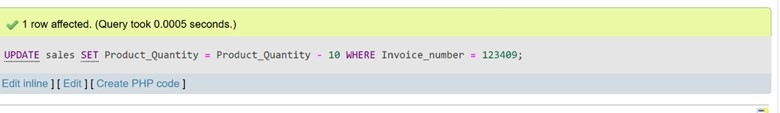 1 row affected. (Query took 0.0005 seconds.)
UPDATE sales SET Product_Quantity = Product_Quantity - 10 WHERE Invoice_number = 123409;
Edit inline ] [ Edit ] [ Create PHP code ]